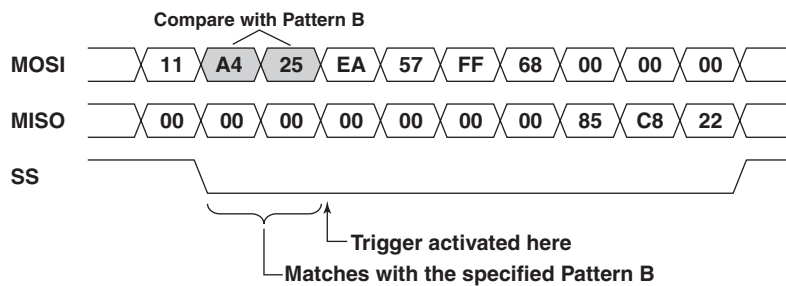 Compare with Pattern B
MOSI 11 A4 25 EA 57 FF 68 00 00 00
MISO 00 00 00 00 00 00 00 85 C8 22
SS
Trigger activated here
Matches with the specified Pattern B